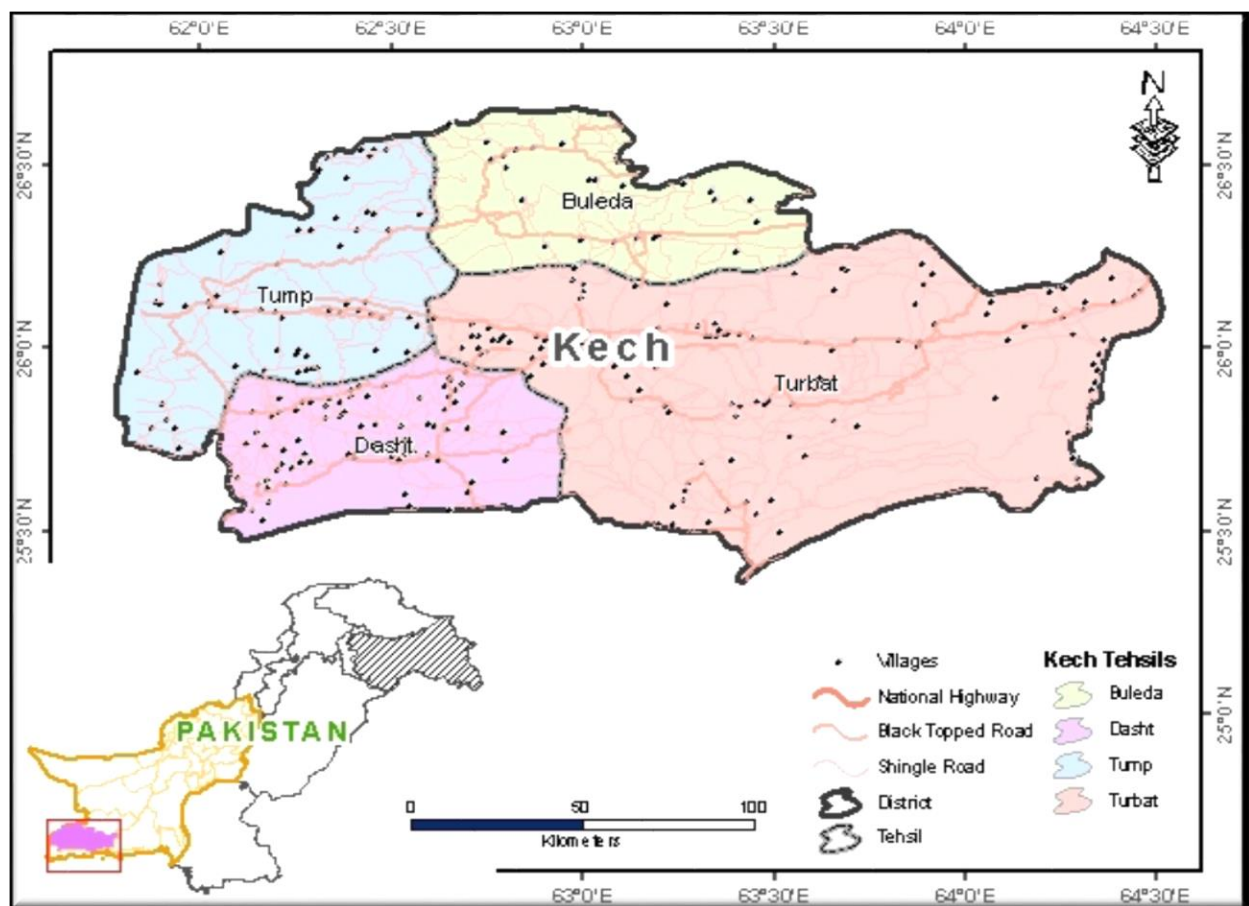 62°0'E 62°30'E 63°0'E 63°30'E 64°0'E 64°30'E
N
26°30'N 26°30'N
Buleda
Tump
Kech
26°0'N 26°0'N
Turbat
Dasht
25°30'N 25°30'N
Villages
National Highway
Black Topped Road
Shingle Road
District
Tehsil
Kech Tehsils
Buleda
Dasht
Tump
Turbat
25°0'N
PAKISTAN
0 50 100
Kilometers
63°0'E 63°30'E 64°0'E 64°30'E